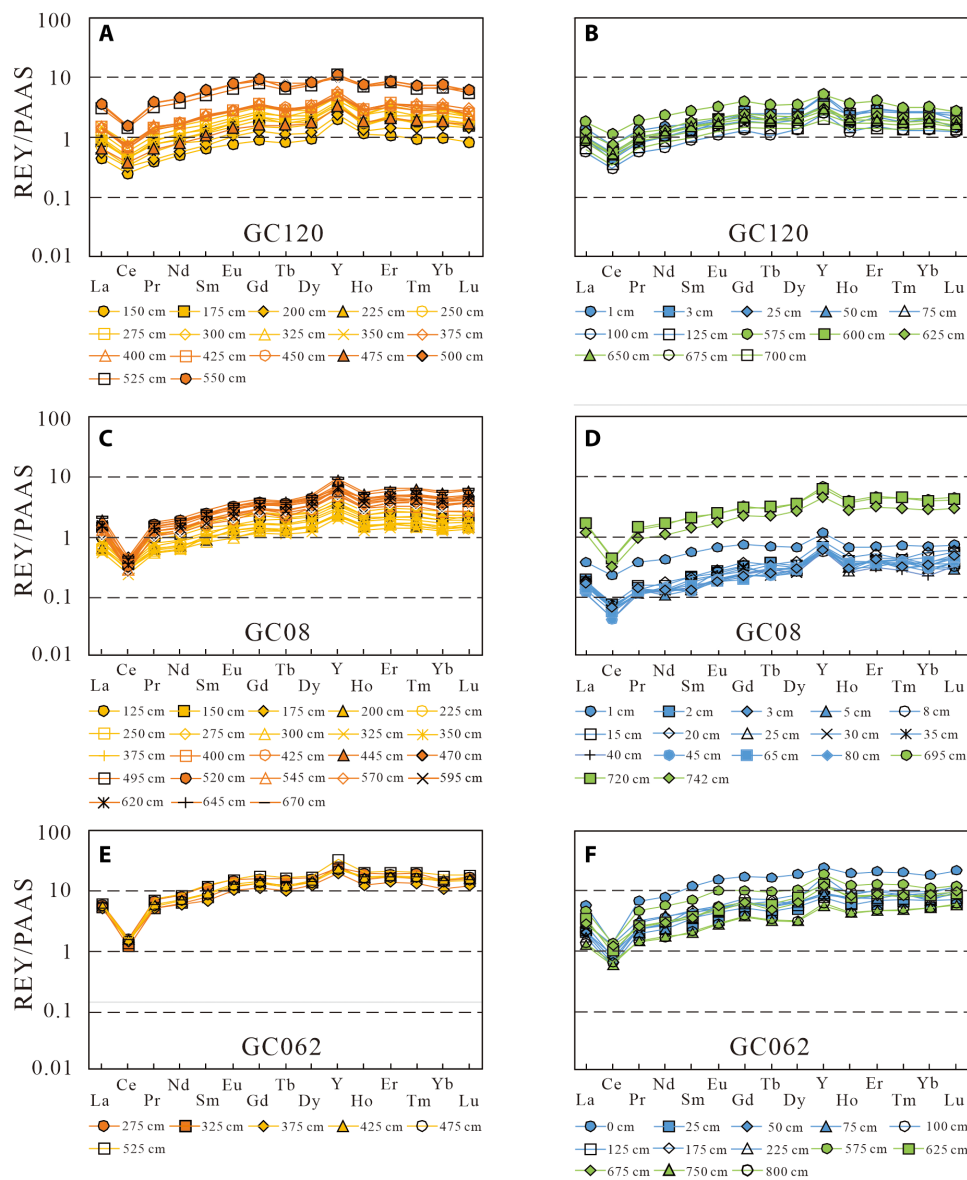 A
B
100
10
1
0.1
0.01
REY/PAAS
GC120
GC120
La Ce Pr Nd Sm Eu Gd Tb Dy Y Ho Er Tm Yb Lu
La Ce Pr Nd Sm Eu Gd Tb Dy Y Ho Er Tm Yb Lu
150 cm 175 cm 200 cm 225 cm 250 cm
275 cm 300 cm 325 cm 350 cm 375 cm
400 cm 425 cm 450 cm 475 cm 500 cm
525 cm 550 cm
1 cm 3 cm 25 cm 50 cm 75 cm
100 cm 125 cm 575 cm 600 cm 625 cm
650 cm 675 cm 700 cm
C
D
100
10
1
0.1
0.01
REY/PAAS
GC08
GC08
La Ce Pr Nd Sm Eu Gd Tb Dy Y Ho Er Tm Yb Lu
La Ce Pr Nd Sm Eu Gd Tb Dy Y Ho Er Tm Yb Lu
125 cm 150 cm 175 cm 200 cm 225 cm
250 cm 275 cm 300 cm 325 cm 350 cm
375 cm 400 cm 425 cm 445 cm 470 cm
495 cm 520 cm 545 cm 570 cm 595 cm
620 cm 645 cm 670 cm
1 cm 2 cm 3 cm 5 cm 8 cm
15 cm 20 cm 25 cm 30 cm 35 cm
40 cm 45 cm 65 cm 80 cm 695 cm
720 cm 742 cm
E
F
100
10
1
0.1
0.01
REY/PAAS
GC062
GC062
La Ce Pr Nd Sm Eu Gd Tb Dy Y Ho Er Tm Yb Lu
La Ce Pr Nd Sm Eu Gd Tb Dy Y Ho Er Tm Yb Lu
275 cm 325 cm 375 cm 425 cm 475 cm
525 cm
0 cm 25 cm 50 cm 75 cm 100 cm
125 cm 175 cm 225 cm 575 cm 625 cm
675 cm 750 cm 800 cm